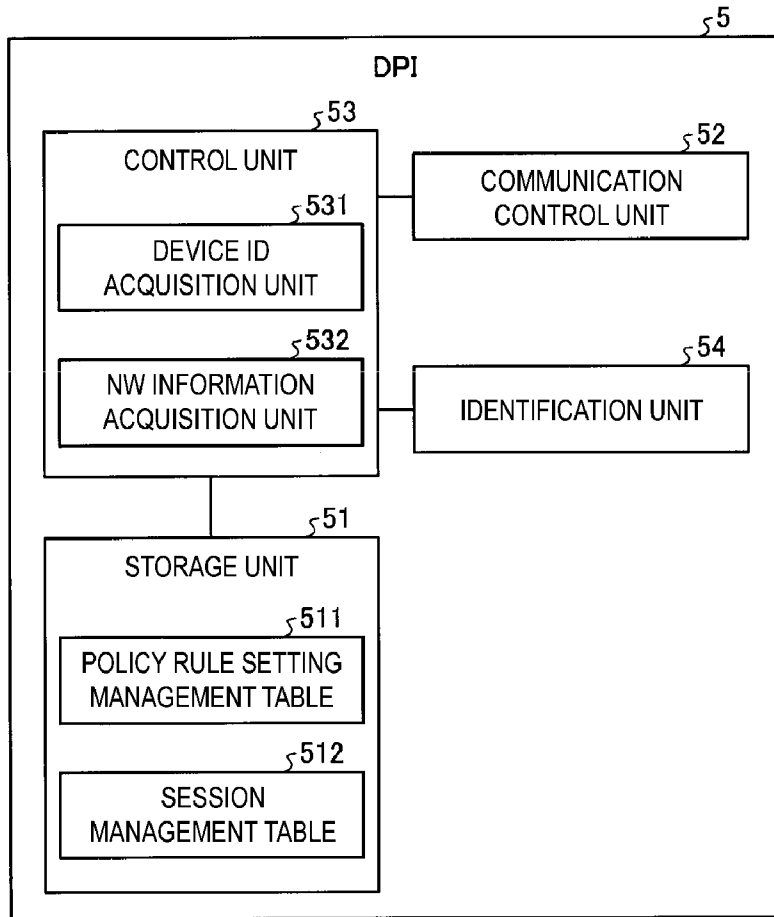 5
DPI
53
CONTROL UNIT
531
DEVICE ID
ACQUISITION UNIT
532
NW INFORMATION
ACQUISITION UNIT
52
COMMUNICATION
CONTROL UNIT
54
IDENTIFICATION UNIT
51
STORAGE UNIT
511
POLICY RULE SETTING
MANAGEMENT TABLE
512
SESSION
MANAGEMENT TABLE